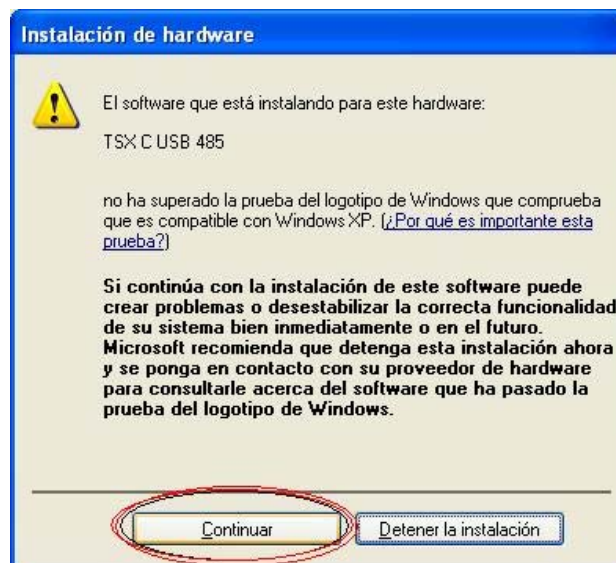 Instalación de hardware
El software que está instalando para este hardware:
TSX C USB 485
no ha superado la prueba del logotipo de Windows que comprueba
que es compatible con Windows XP. (¿Por qué es importante esta
prueba?)
Si continúa con la instalación de este software puede
crear problemas o desestabilizar la correcta funcionalidad
de su sistema bien inmediatamente o en el futuro.
Microsoft recomienda que detenga esta instalación ahora
y se ponga en contacto con su proveedor de hardware
para consultarle acerca del software que ha pasado la
prueba del logotipo de Windows.
Continuar
Detener la instalación